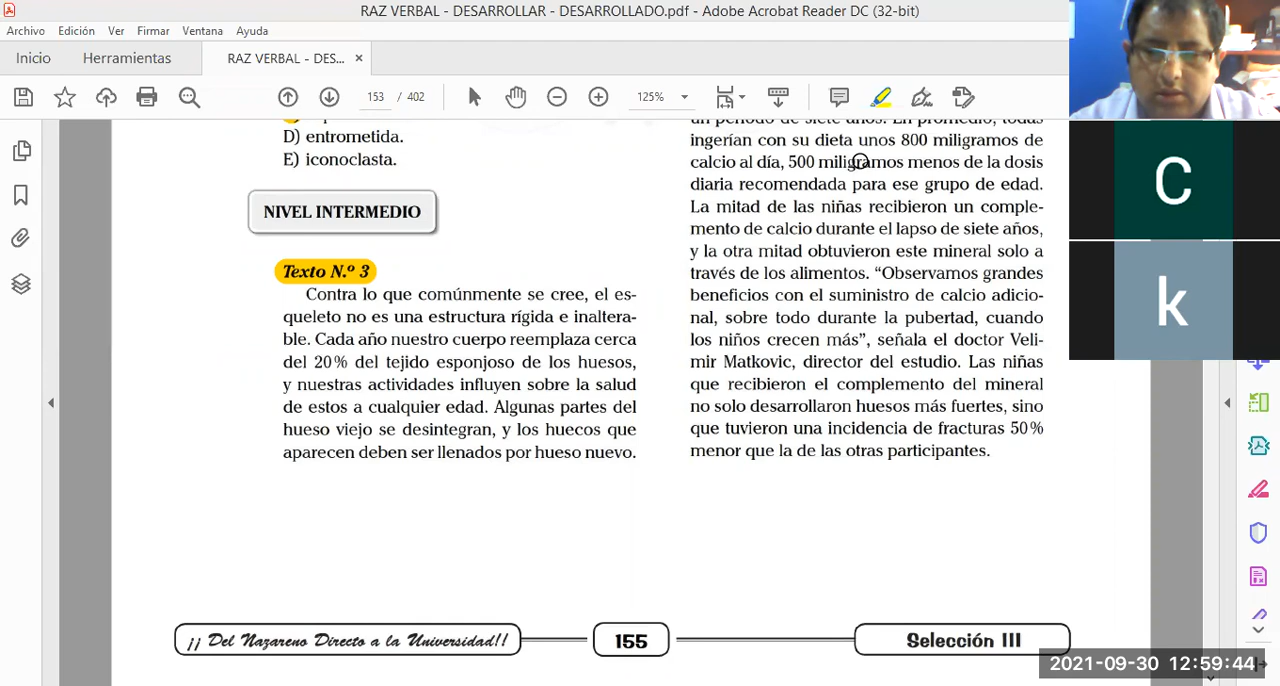 RAZ VERBAL - DESARROLLAR - DESARROLLADO.pdf - Adobe Acrobat Reader DC (32-bit)
Archivo Edición Ver Firmar Ventana Ayuda
Inicio Herramientas RAZ VERBAL - DES... ×
153 / 402 125%
D) entrometida.
E) iconoclasta.
NIVEL INTERMEDIO
Texto N.º 3
Contra lo que comúnmente se cree, el es-
queleto no es una estructura rígida e inaltera-
ble. Cada año nuestro cuerpo reemplaza cerca
del 20% del tejido esponjoso de los huesos,
y nuestras actividades influyen sobre la salud
de estos a cualquier edad. Algunas partes del
hueso viejo se desintegran, y los huecos que
aparecen deben ser llenados por hueso nuevo.
un periodo de siete años. En promedio, todas
ingerían con su dieta unos 800 miligramos de
calcio al día, 500 miligramos menos de la dosis
diaria recomendada para ese grupo de edad.
La mitad de las niñas recibieron un comple-
mento de calcio durante el lapso de siete años,
y la otra mitad obtuvieron este mineral solo a
través de los alimentos. “Observamos grandes
beneficios con el suministro de calcio adicio-
nal, sobre todo durante la pubertad, cuando
los niños crecen más”, señala el doctor Veli-
mir Matkovic, director del estudio. Las niñas
que recibieron el complemento del mineral
no solo desarrollaron huesos más fuertes, sino
que tuvieron una incidencia de fracturas 50%
menor que la de las otras participantes.
¡¡ Del Nazareno Directo a la Universidad!!
155
Selección III
C
k
2021-09-30 12:59:44